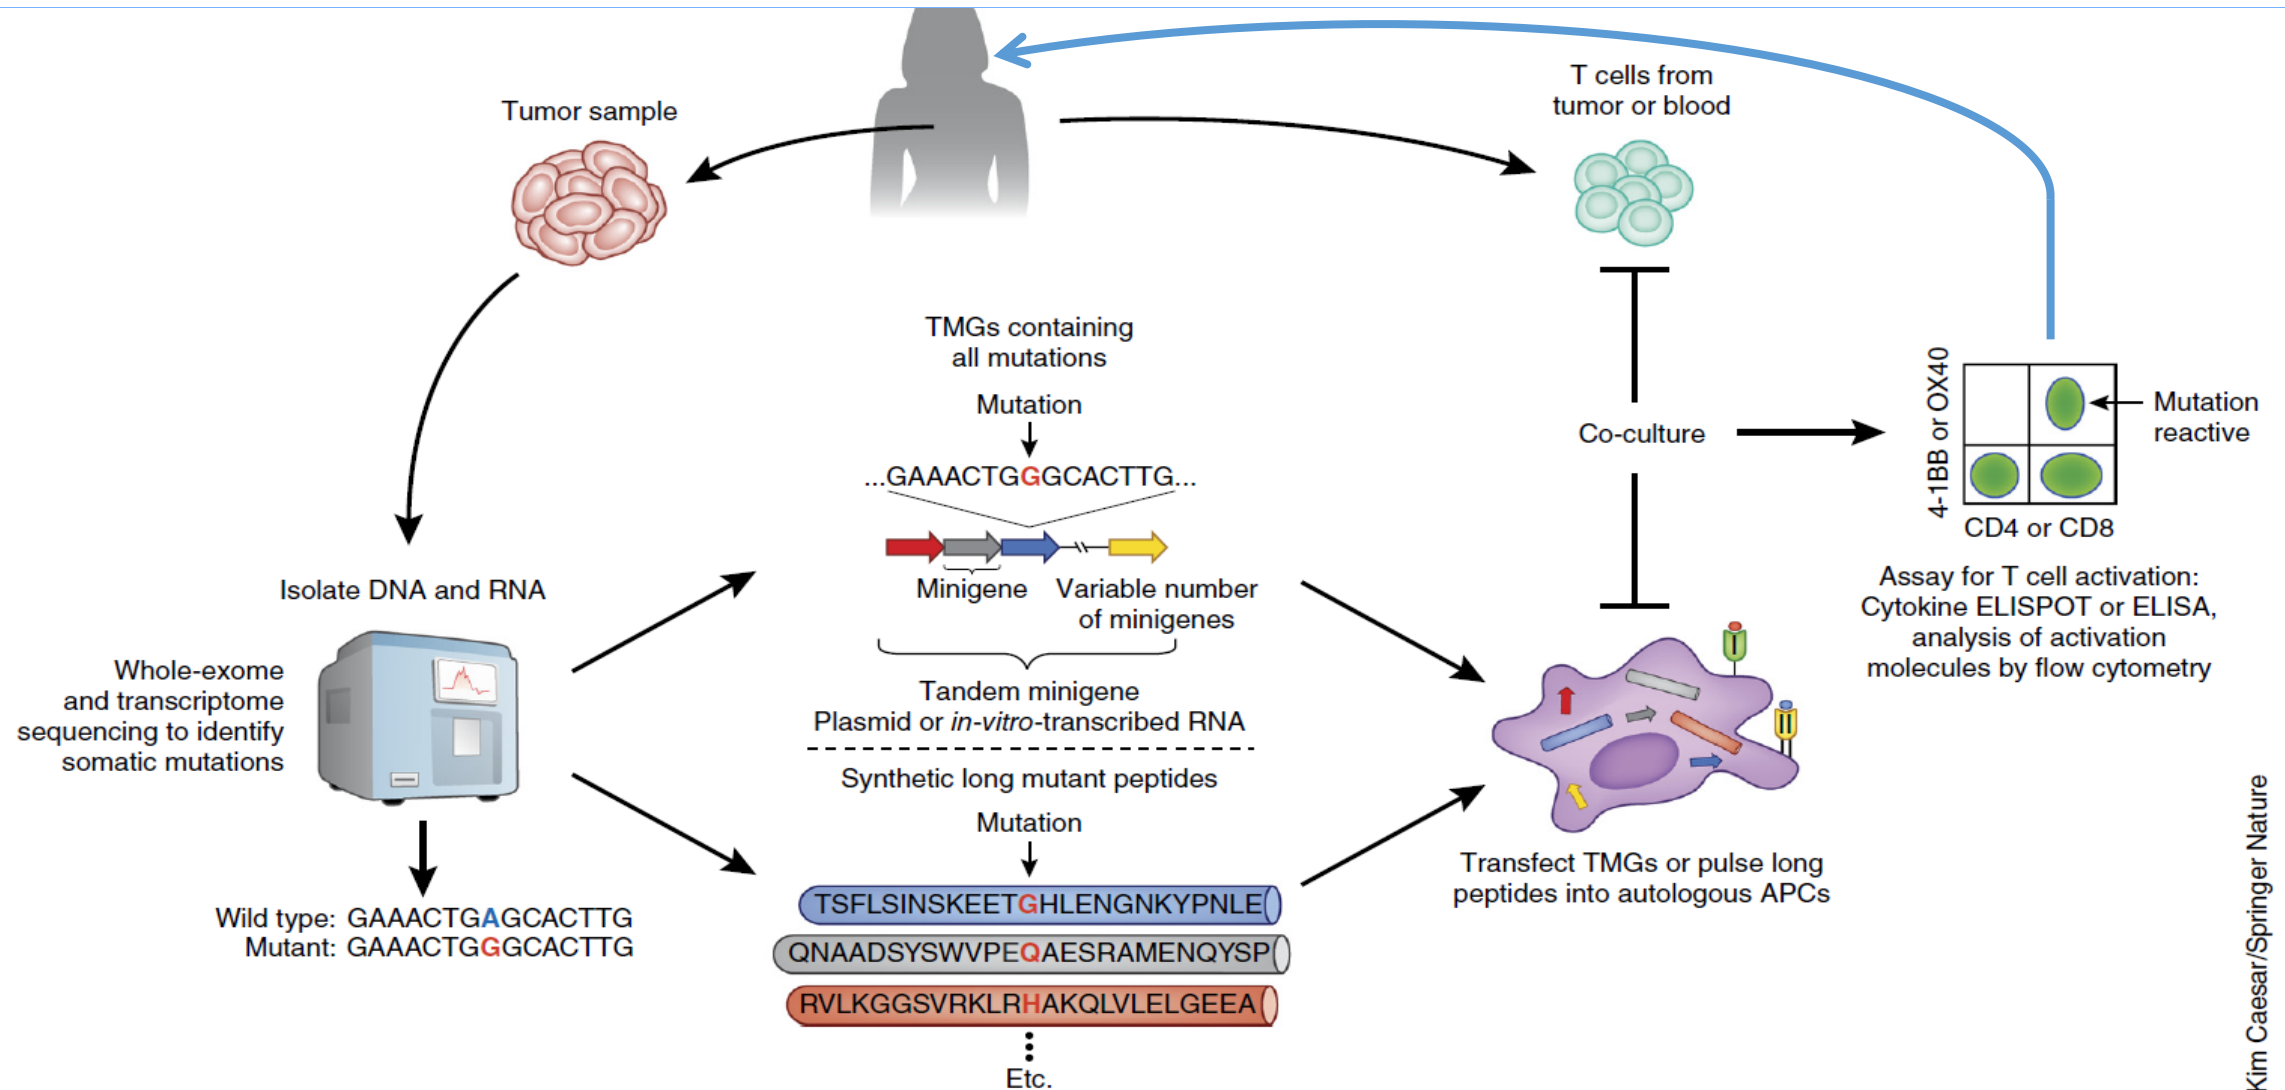 Tumor sample
T cells from
tumor or blood
TMGs containing
all mutations
Mutation
...GAAACTGGGCACTTG...
Minigene
Variable number
of minigenes
Tandem minigene
Plasmid or in-vitro-transcribed RNA
Synthetic long mutant peptides
Mutation
TSFLSINSKEETGHLENGNKYPNLE
QNAADSYSWVPEQAESRAMENQYSP
RVLKGGSVRKLRHAKQLVLELGEEA
Etc.
Isolate DNA and RNA
Whole-exome
and transcriptome
sequencing to identify
somatic mutations
Wild type: GAAACTGAGCACTTG
Mutant: GAAACTGGGCACTTG
Co-culture
I
II
Transfect TMGs or pulse long
peptides into autologous APCs
4-1BB or OX40
Mutation
reactive
CD4 or CD8
Assay for T cell activation:
Cytokine ELISPOT or ELISA,
analysis of activation
molecules by flow cytometry
Kim Caesar/Springer Nature